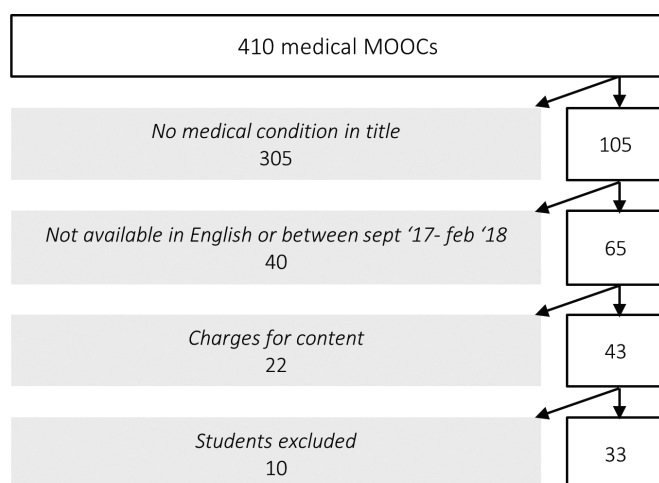 410 medical MOOCs
No medical condition in title
305
105
Not available in English or between sept ‘17- feb ‘18
40
65
Charges for content
22
43
Students excluded
10
33